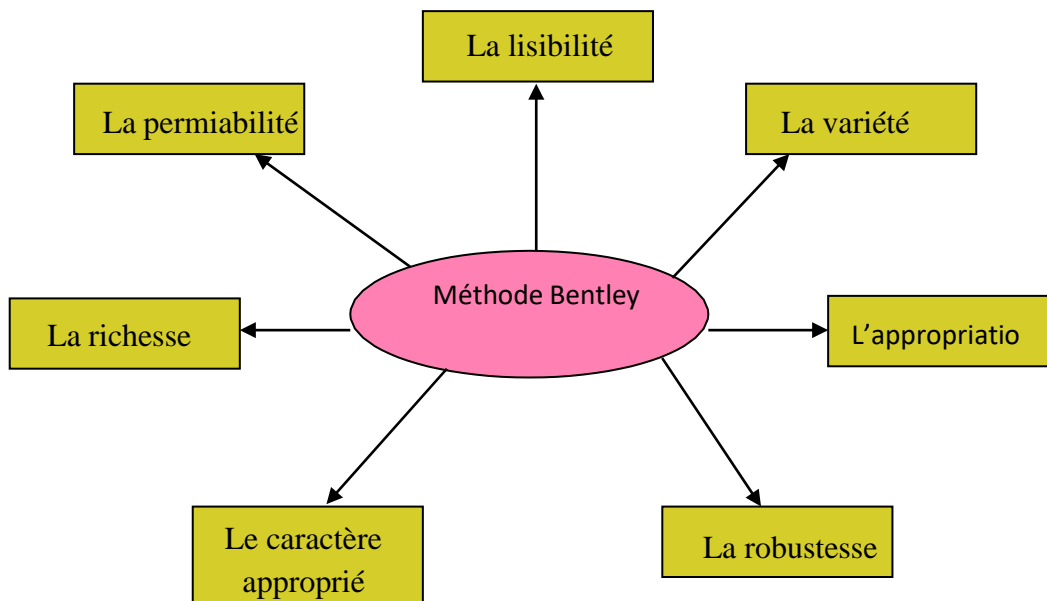 La lisibilité
La permiabilité
La variété
Méthode Bentley
La richesse
L’appropriatio
Le caractère
approprié
La robustesse